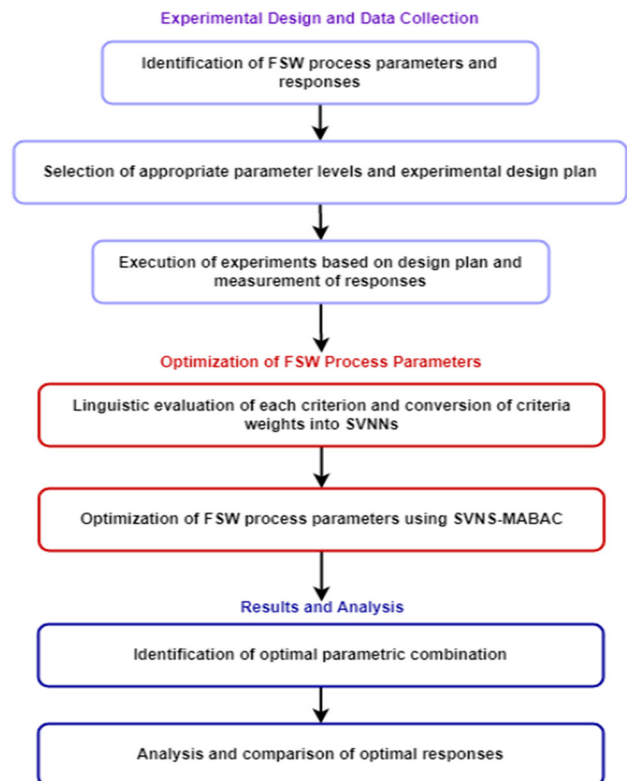 Experimental Design and Data Collection
Identification of FSW process parameters and
responses
Selection of appropriate parameter levels and experimental design plan
Execution of experiments based on design plan and
measurement of responses
Optimization of FSW Process Parameters
Linguistic evaluation of each criterion and conversion of criteria
weights into SVNNs
Optimization of FSW process parameters using SVNS-MABAC
Results and Analysis
Identification of optimal parametric combination
Analysis and comparison of optimal responses